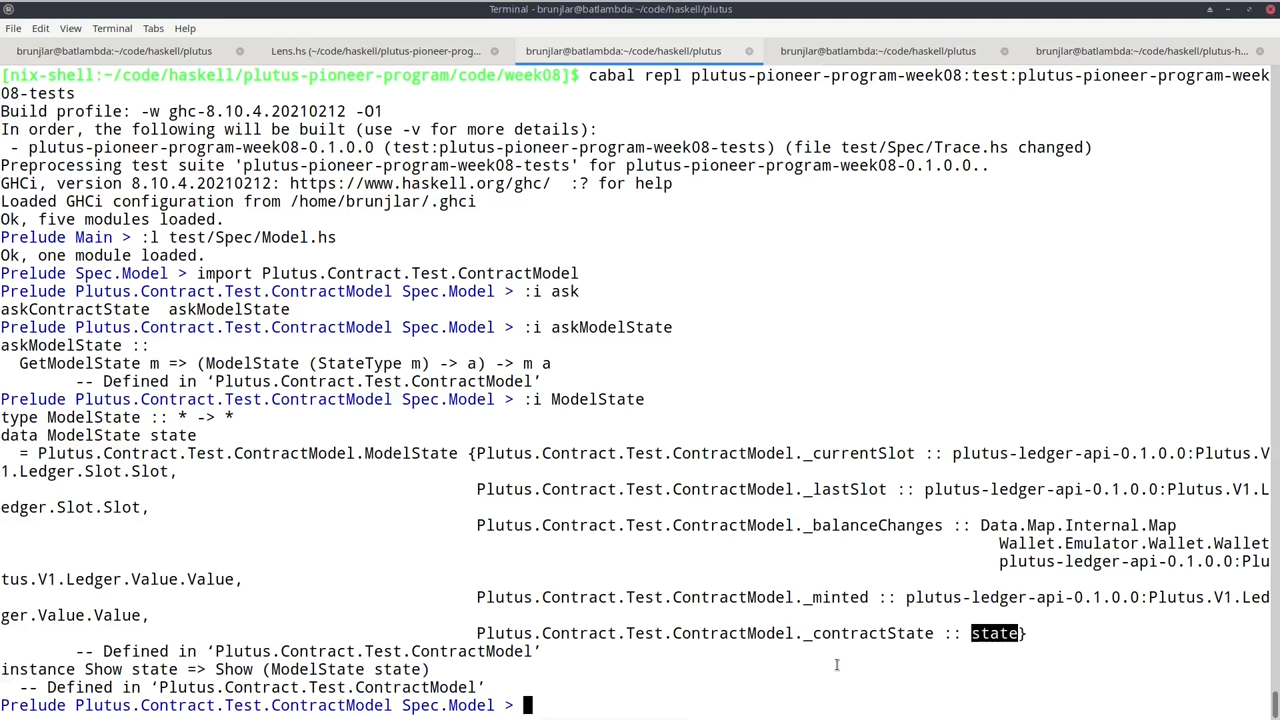 Terminal - brunjlar@batlambda:~/code/haskell/plutus
File Edit View Terminal Tabs Help
brunjlar@batlambda:~/code/haskell/plutus Lens.hs (~/code/haskell/plutus-pioneer-prog... brunjlar@batlambda:~/code/haskell/plutus brunjlar@batlambda:~/code/haskell/plutus brunjlar@batlambda:~/code/haskell/plutus-h...
[nix-shell:~/code/haskell/plutus-pioneer-program/code/week08]$ cabal repl plutus-pioneer-program-week08:test:plutus-pioneer-program-week
08-tests
Build profile: -w ghc-8.10.4.20210212 -O1
In order, the following will be built (use -v for more details):
 - plutus-pioneer-program-week08-0.1.0.0 (test:plutus-pioneer-program-week08-tests) (file test/Spec/Trace.hs changed)
Preprocessing test suite 'plutus-pioneer-program-week08-tests' for plutus-pioneer-program-week08-0.1.0.0..
GHCi, version 8.10.4.20210212: https://www.haskell.org/ghc/  :? for help
Loaded GHCi configuration from /home/brunjlar/.ghci
Ok, five modules loaded.
Prelude Main > :l test/Spec/Model.hs
Ok, one module loaded.
Prelude Spec.Model > import Plutus.Contract.Test.ContractModel
Prelude Plutus.Contract.Test.ContractModel Spec.Model > :i ask
askContractState  askModelState
Prelude Plutus.Contract.Test.ContractModel Spec.Model > :i askModelState
askModelState ::
  GetModelState m => (ModelState (StateType m) -> a) -> m a
        -- Defined in ‘Plutus.Contract.Test.ContractModel’
Prelude Plutus.Contract.Test.ContractModel Spec.Model > :i ModelState
type ModelState :: * -> *
data ModelState state
  = Plutus.Contract.Test.ContractModel.ModelState {Plutus.Contract.Test.ContractModel._currentSlot :: plutus-ledger-api-0.1.0.0:Plutus.V
1.Ledger.Slot.Slot,
Plutus.Contract.Test.ContractModel._lastSlot :: plutus-ledger-api-0.1.0.0:Plutus.V1.L
edger.Slot.Slot,
Plutus.Contract.Test.ContractModel._balanceChanges :: Data.Map.Internal.Map
Wallet.Emulator.Wallet.Wallet
plutus-ledger-api-0.1.0.0:Plu
tus.V1.Ledger.Value.Value,
Plutus.Contract.Test.ContractModel._minted :: plutus-ledger-api-0.1.0.0:Plutus.V1.Led
ger.Value.Value,
Plutus.Contract.Test.ContractModel._contractState :: state}
        -- Defined in ‘Plutus.Contract.Test.ContractModel’
instance Show state => Show (ModelState state)
  -- Defined in ‘Plutus.Contract.Test.ContractModel’
Prelude Plutus.Contract.Test.ContractModel Spec.Model >